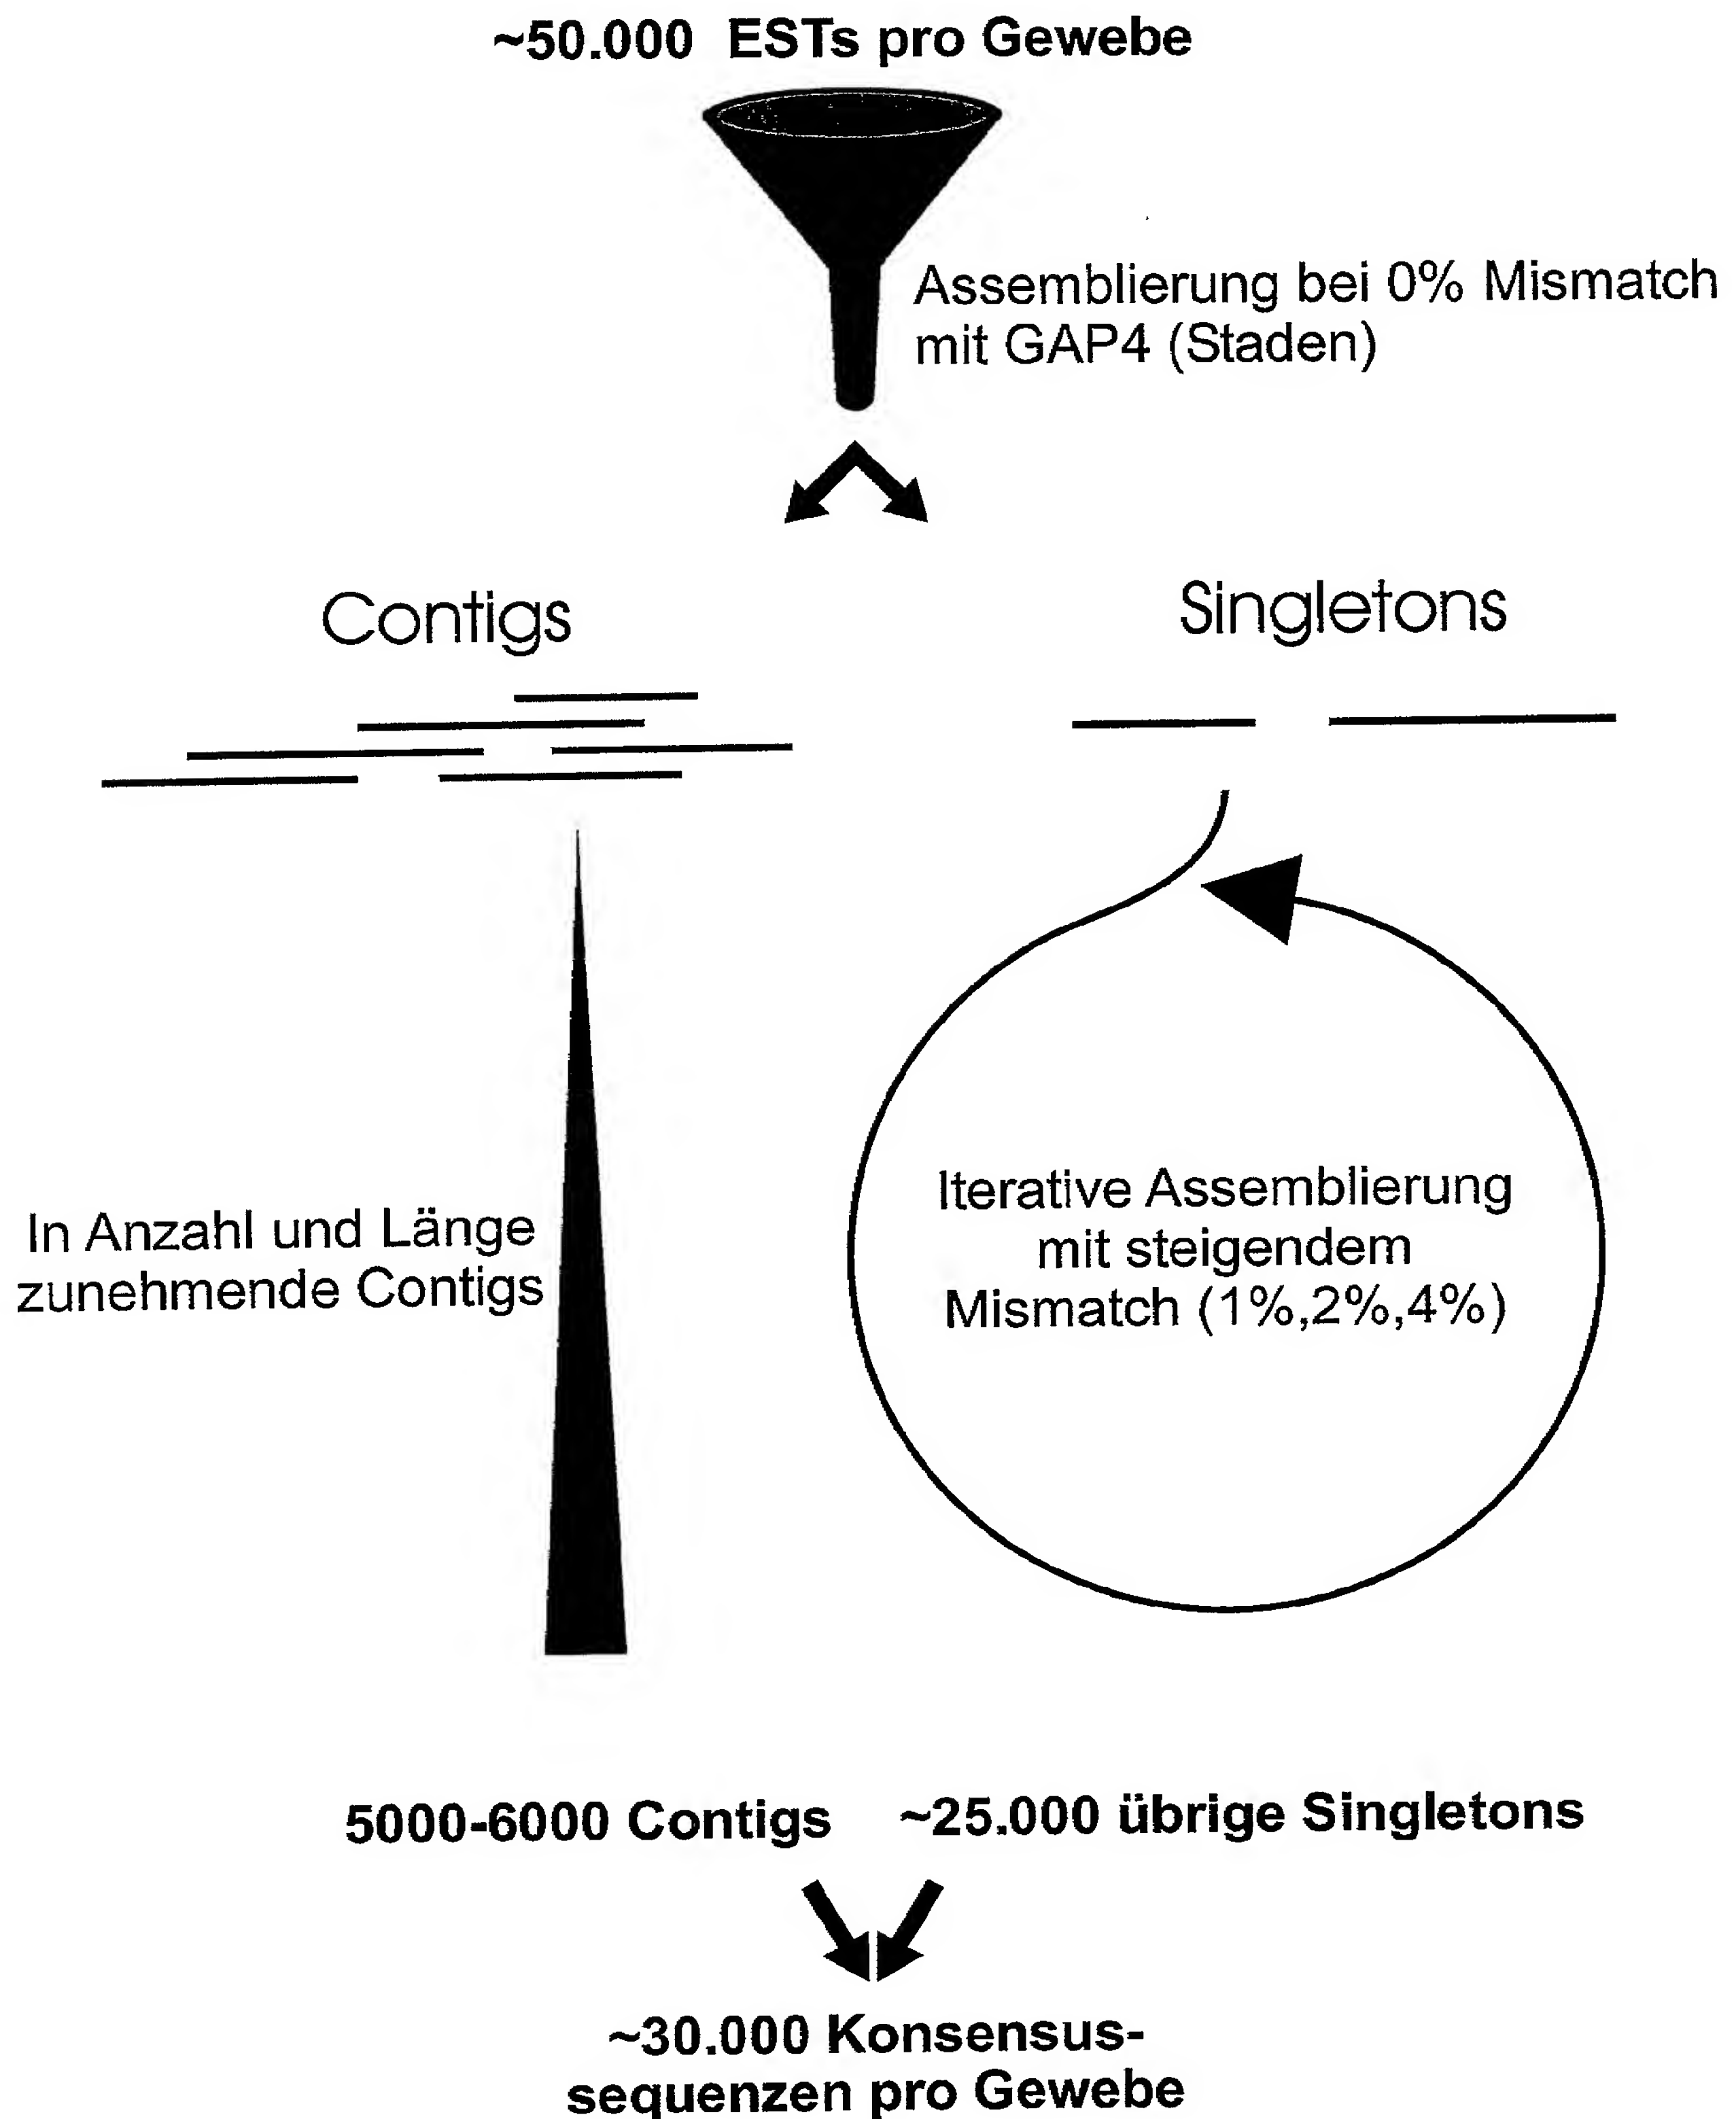 ~50.000 ESTs pro Gewebe
Assemblierung bei 0% Mismatch
mit GAP4 (Staden)
Contigs
Singletons
In Anzahl und Länge
zunehmende Contigs
Iterative Assemblierung
mit steigendem
Mismatch (1%,2%,4%)
5000-6000 Contigs
~25.000 übrige Singletons
~30.000 Konsensus-
sequenzen pro Gewebe